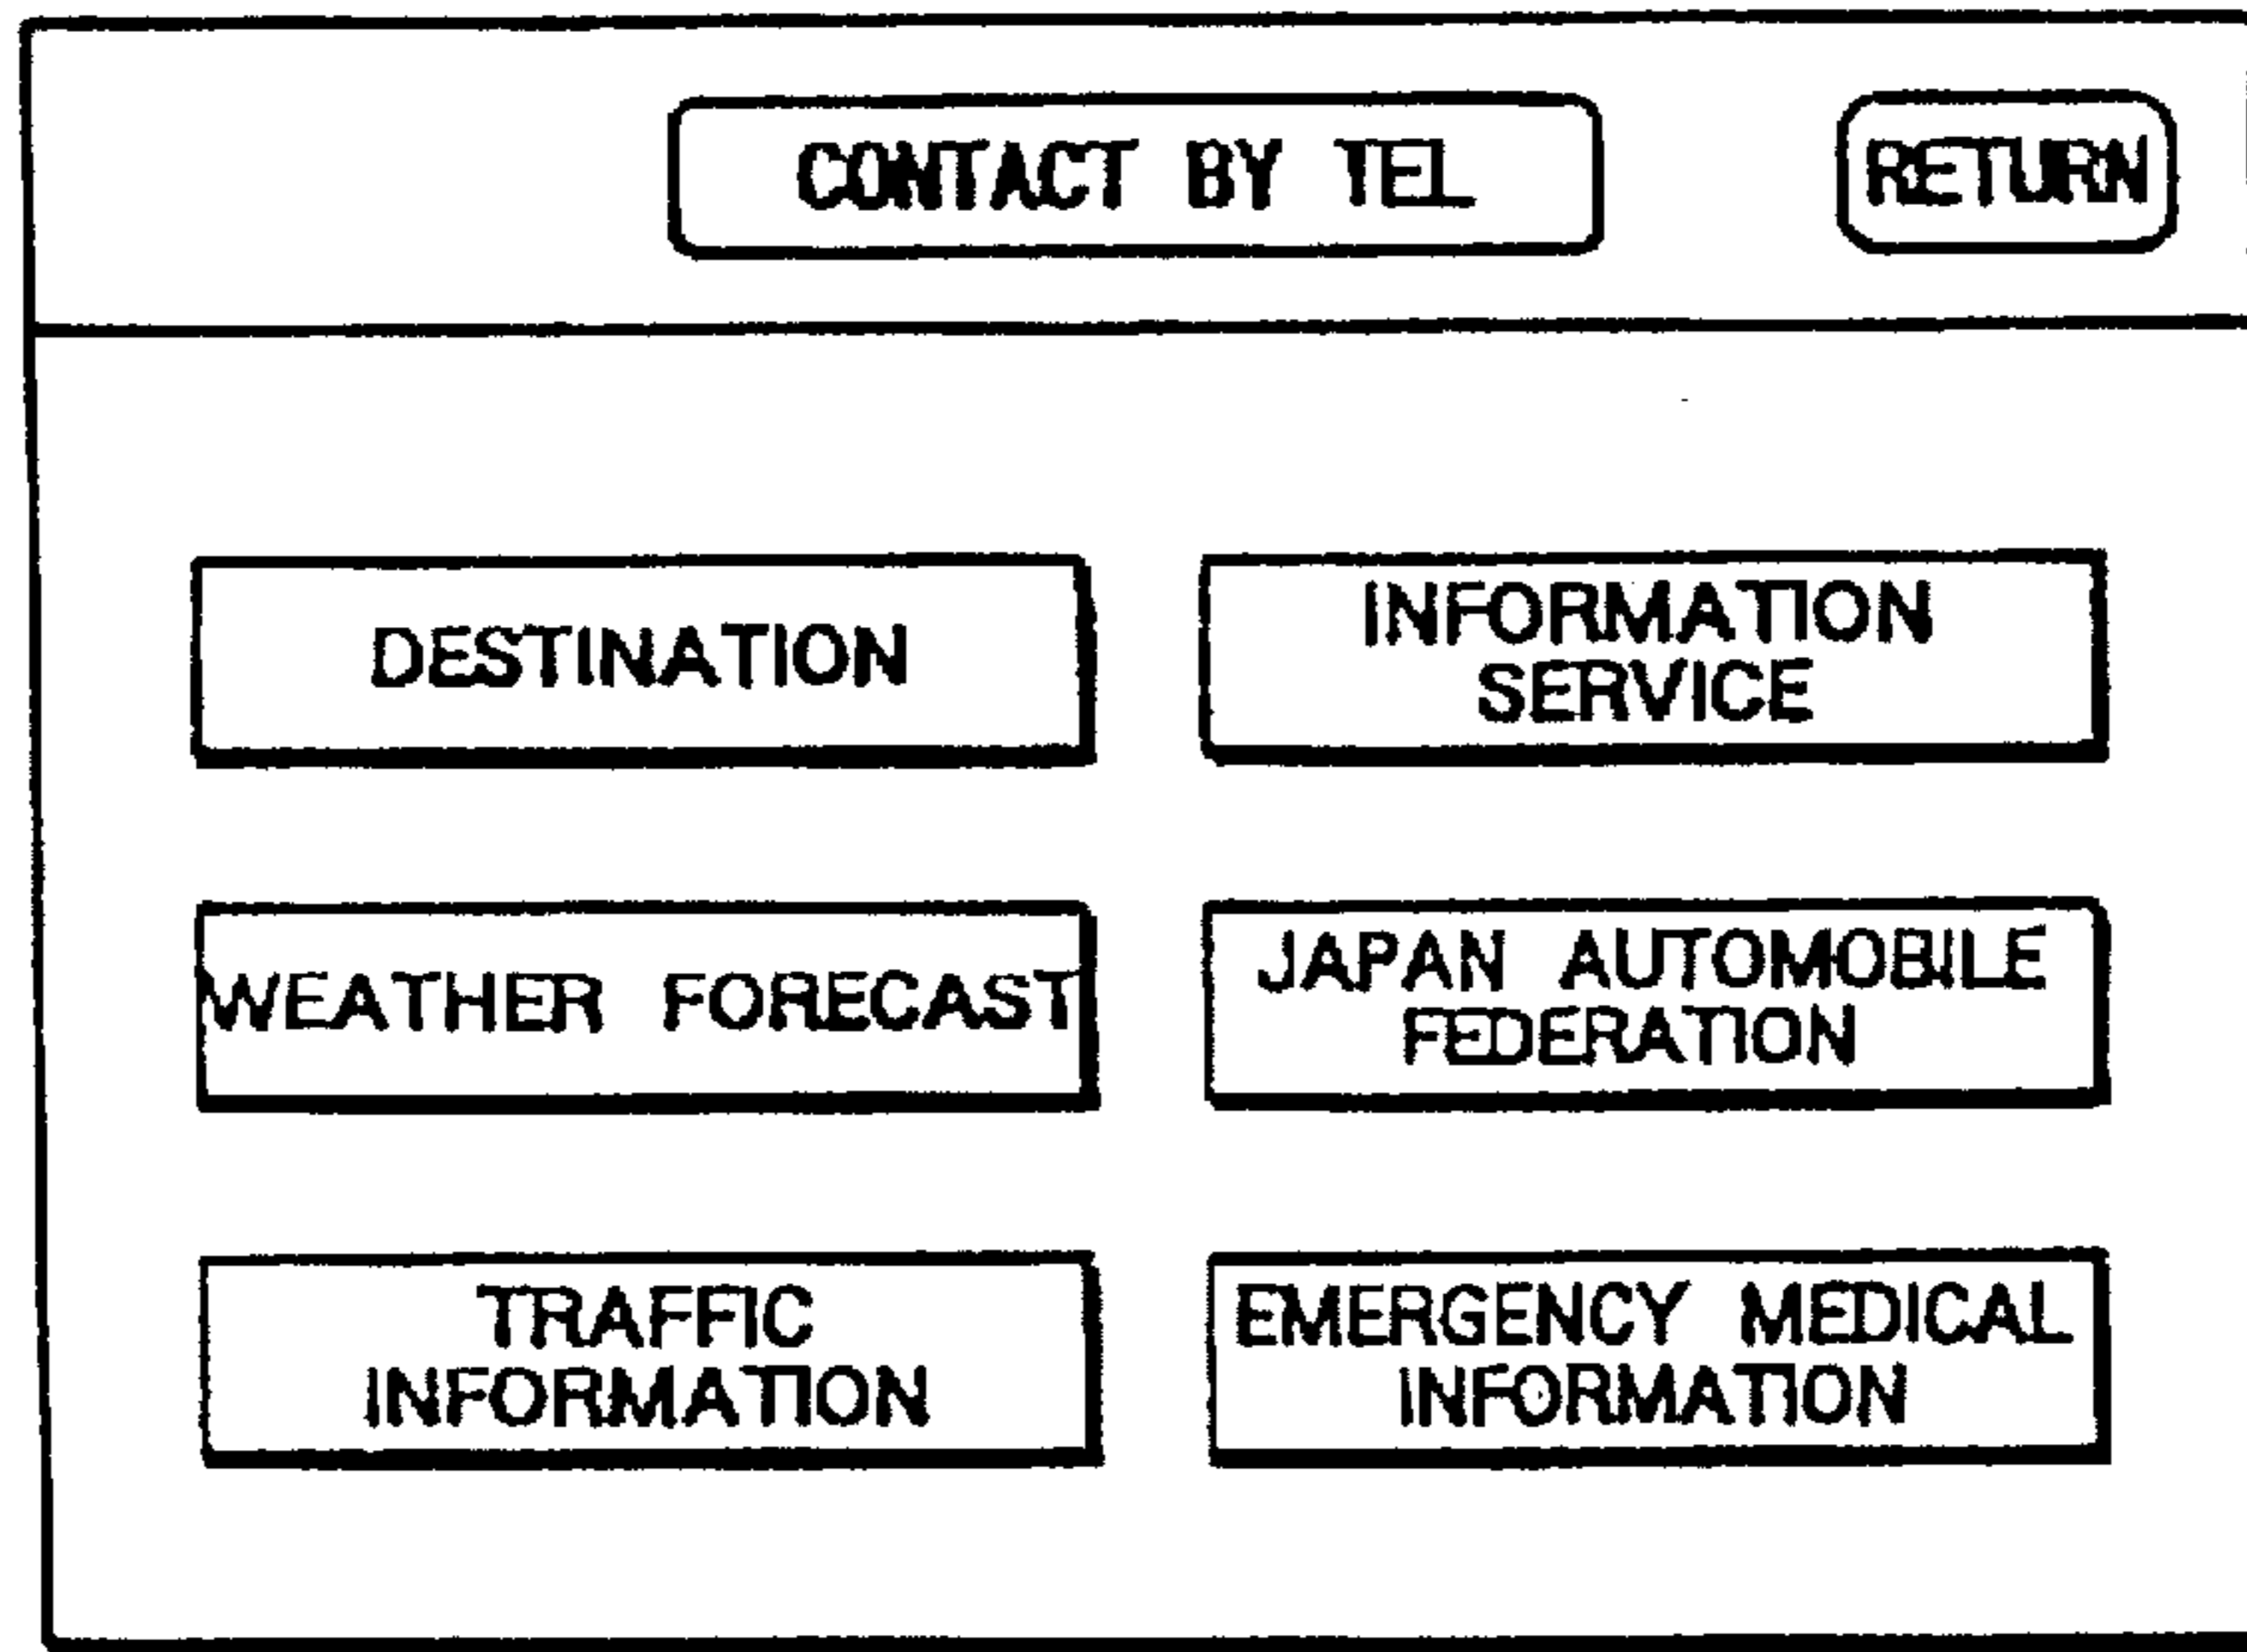 CONTACT BY TEL
RETURN
DESTINATION
INFORMATION
SERVICE
WEATHER FORECAST
JAPAN AUTOMOBILE
FEDERATION
TRAFFIC
INFORMATION
EMERGENCY MEDICAL
INFORMATION